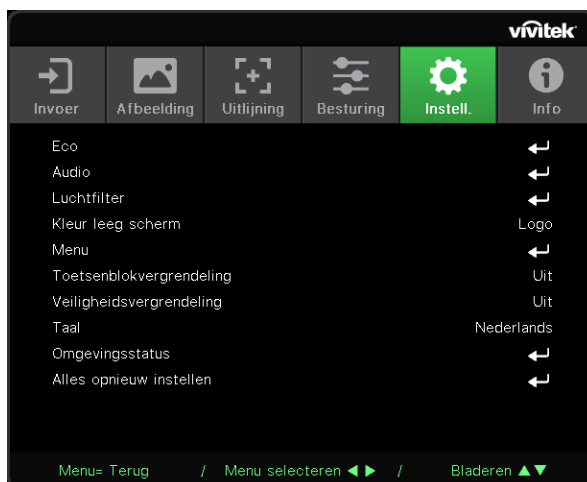 vivitek
Invoer Afbeelding Uitlijning Besturing Instell. Info
Eco
Audio
Luchtfilter
Kleur leeg scherm Logo
Menu
Toetsenblokvergrendeling Uit
Veiligheidsvergrendeling Uit
Taal Nederlands
Omgevingsstatus
Alles opnieuw instellen
Menu= Terug / Menu selecteren ◀ ▶ / Bladeren ▲▼